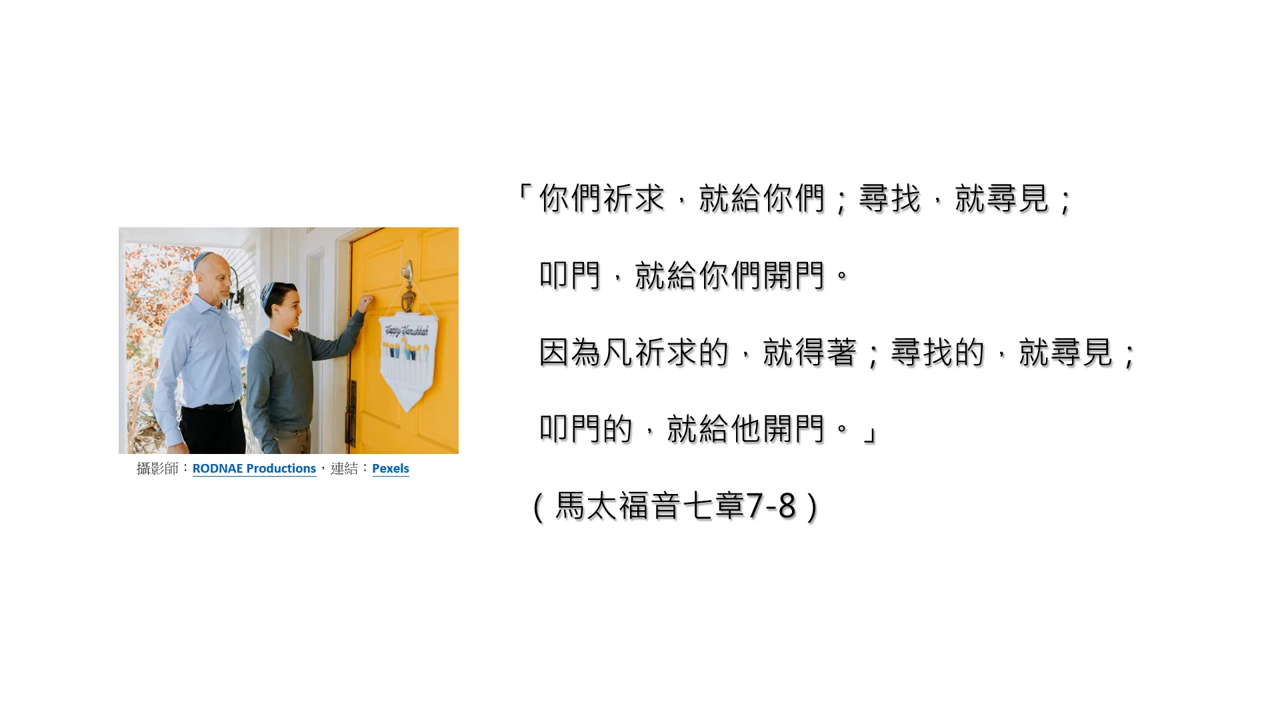 「你們祈求，就給你們；尋找，就尋見；
叩門，就給你們開門。
因為凡祈求的，就得著；尋找的，就尋見；
叩門的，就給他開門。」
（馬太福音七章7-8）
Happy Hanukkah
攝影師：RODNAE Productions，連結：Pexels